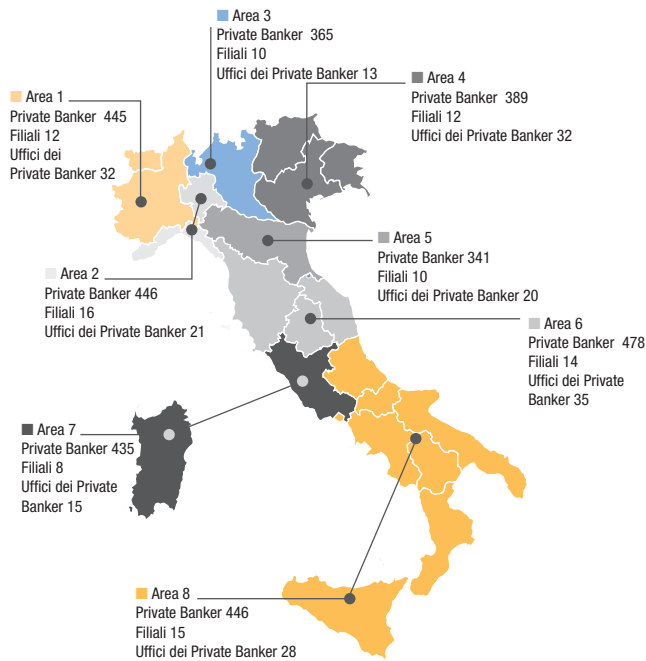 Area 3
Private Banker 365
Filiali 10
Uffici dei Private Banker 13
Area 4
Private Banker 389
Filiali 12
Uffici dei Private Banker 32
Area 1
Private Banker 445
Filiali 12
Uffici dei
Private Banker 32
Area 5
Private Banker 341
Filiali 10
Uffici dei Private Banker 20
Area 2
Private Banker 446
Filiali 16
Uffici dei Private Banker 21
Area 6
Private Banker 478
Filiali 14
Uffici dei Private
Banker 35
Area 7
Private Banker 435
Filiali 8
Uffici dei Private
Banker 15
Area 8
Private Banker 446
Filiali 15
Uffici dei Private Banker 28